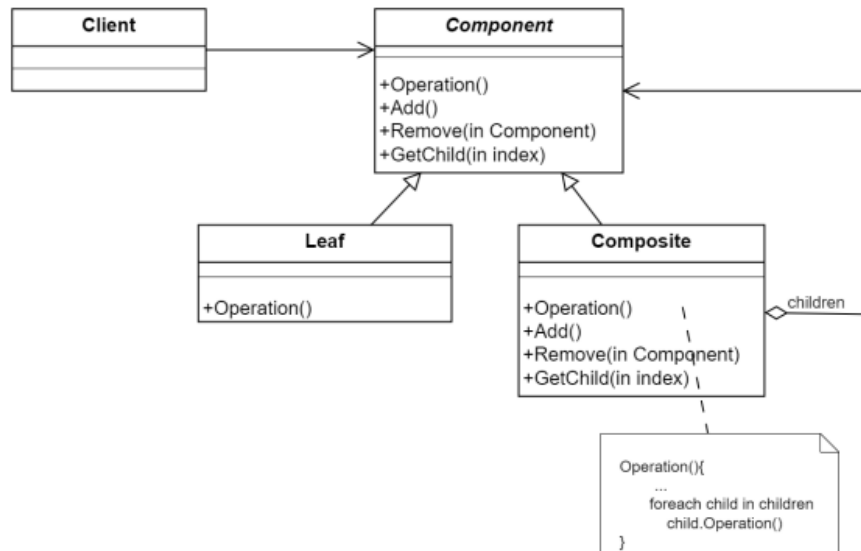 Client
Component
+Operation()
+Add()
+Remove(in Component)
+GetChild(in index)
Leaf
+Operation()
Composite
+Operation()
+Add()
+Remove(in Component)
+GetChild(in index)
children
Operation(){
...
foreach child in children
child.Operation()
}